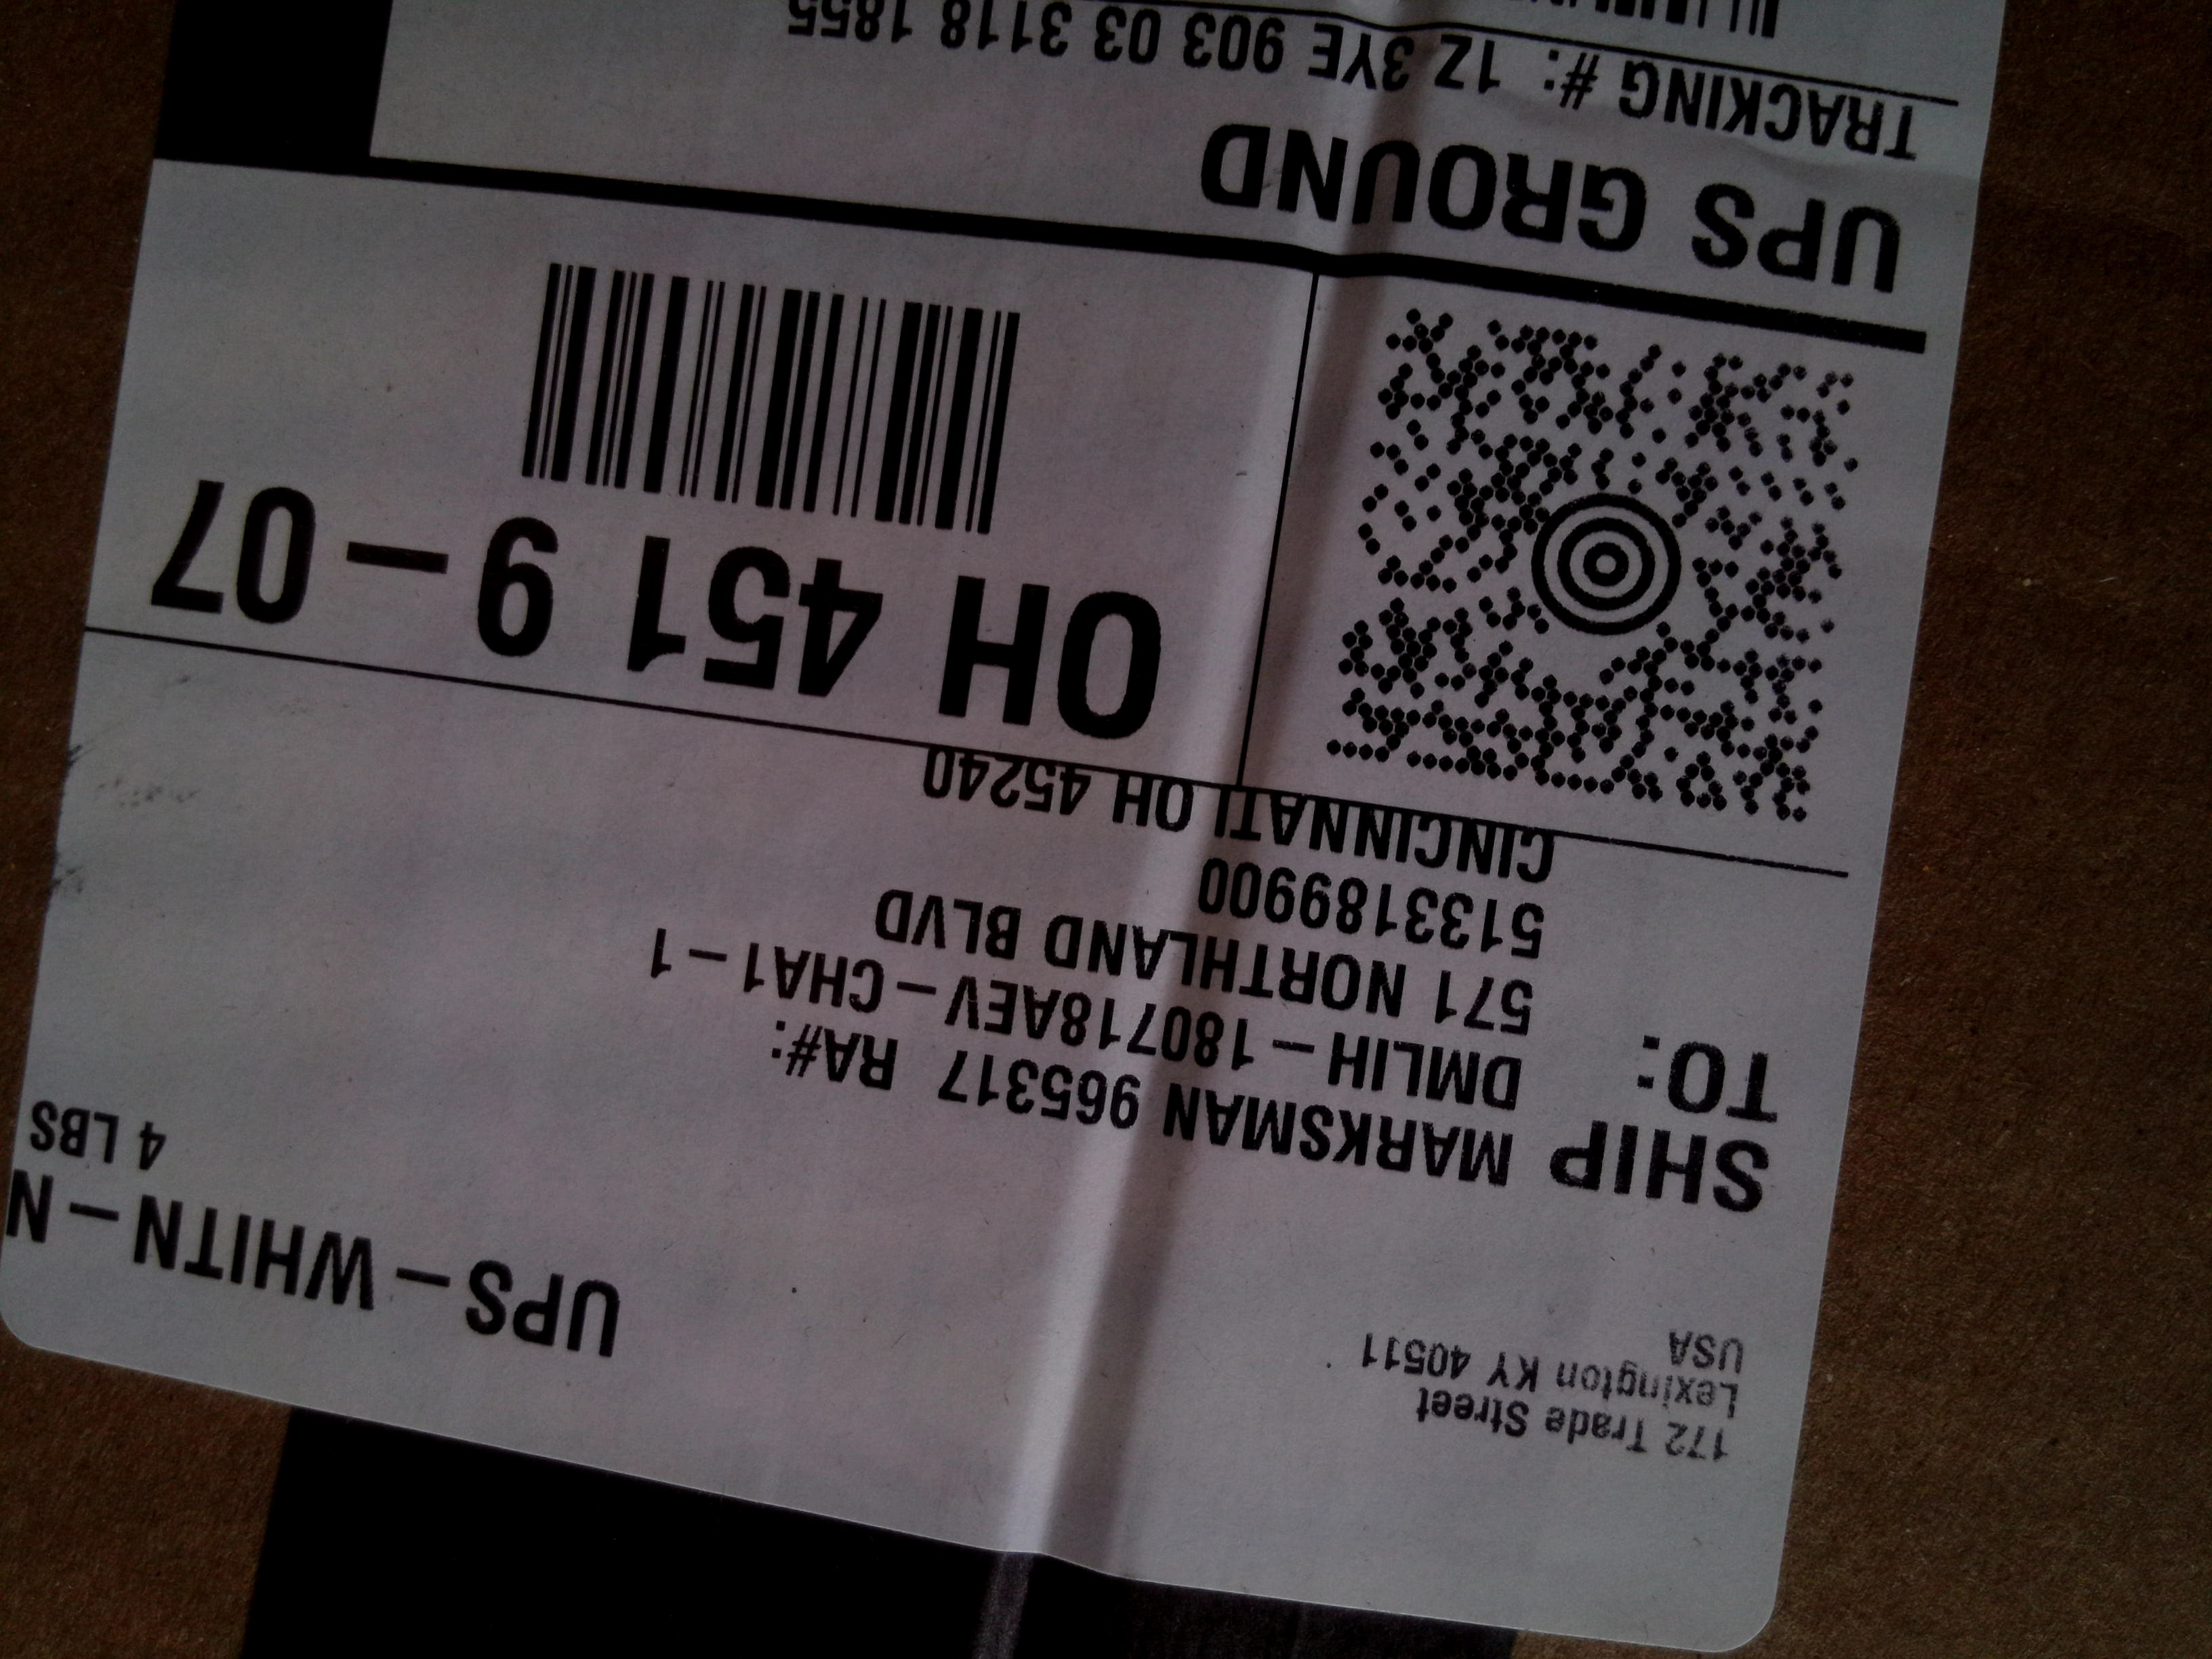 172 Trade Street
Lexington KY 40511
USA
UPS-WHITN-N
4 LBS
SHIP TO:
MARKSMAN 965317 RA#:
DMLIH-180718AEV-CHA1-1
571 NORTHLAND BLVD
5133189900
CINCINNATI OH 45240
OH 451 9-07
UPS GROUND
TRACKING #: 1Z 3YE 903 03 3118 1855